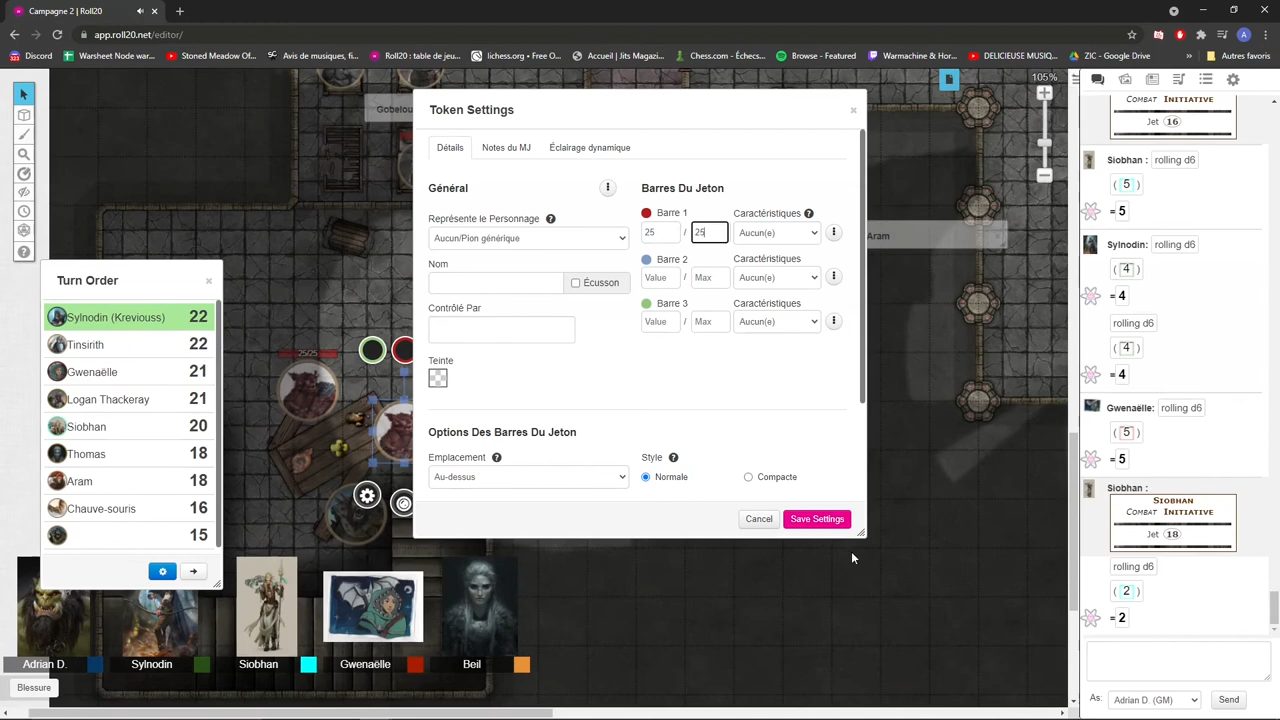 Campagne 2 | Roll20
app.roll20.net/editor/
Discord
Warsheet Node war...
Stoned Meadow Of...
Avis de musiques, fi...
Roll20 : table de jeu...
lichess.org • Free O...
Accueil | Jits Magazi...
Chess.com - Échecs...
Browse - Featured
Warmachine & Hor...
DELICIEUSE MUSIQ...
ZIC - Google Drive
Autres favoris
105%
Gobelou
Aram
Token Settings
Détails
Notes du MJ
Éclairage dynamique
Général
Représente le Personnage
Aucun/Pion générique
Nom
Écusson
Contrôlé Par
Teinte
Barres Du Jeton
Barre 1
Caractéristiques
25 / 25
Aucun(e)
Barre 2
Caractéristiques
Value / Max
Aucun(e)
Barre 3
Caractéristiques
Value / Max
Aucun(e)
Options Des Barres Du Jeton
Emplacement
Au-dessus
Style
Normale
Compacte
Cancel
Save Settings
Turn Order
Sylnodin (Kreviouss) 22
Tinsirith 22
Gwenaëlle 21
Logan Thackeray 21
Siobhan 20
Thomas 18
Aram 18
Chauve-souris 16
15
25/25
Adrian D.
Sylnodin
Siobhan
Gwenaëlle
Beil
Blessure
Combat Initiative
Jet 16
Siobhan: rolling d6
(5)
= 5
Sylnodin: rolling d6
(4)
= 4
rolling d6
(4)
= 4
Gwenaëlle: rolling d6
(5)
= 5
Siobhan :
Siobhan
Combat Initiative
Jet 18
rolling d6
(2)
= 2
As:
Adrian D. (GM)
Send